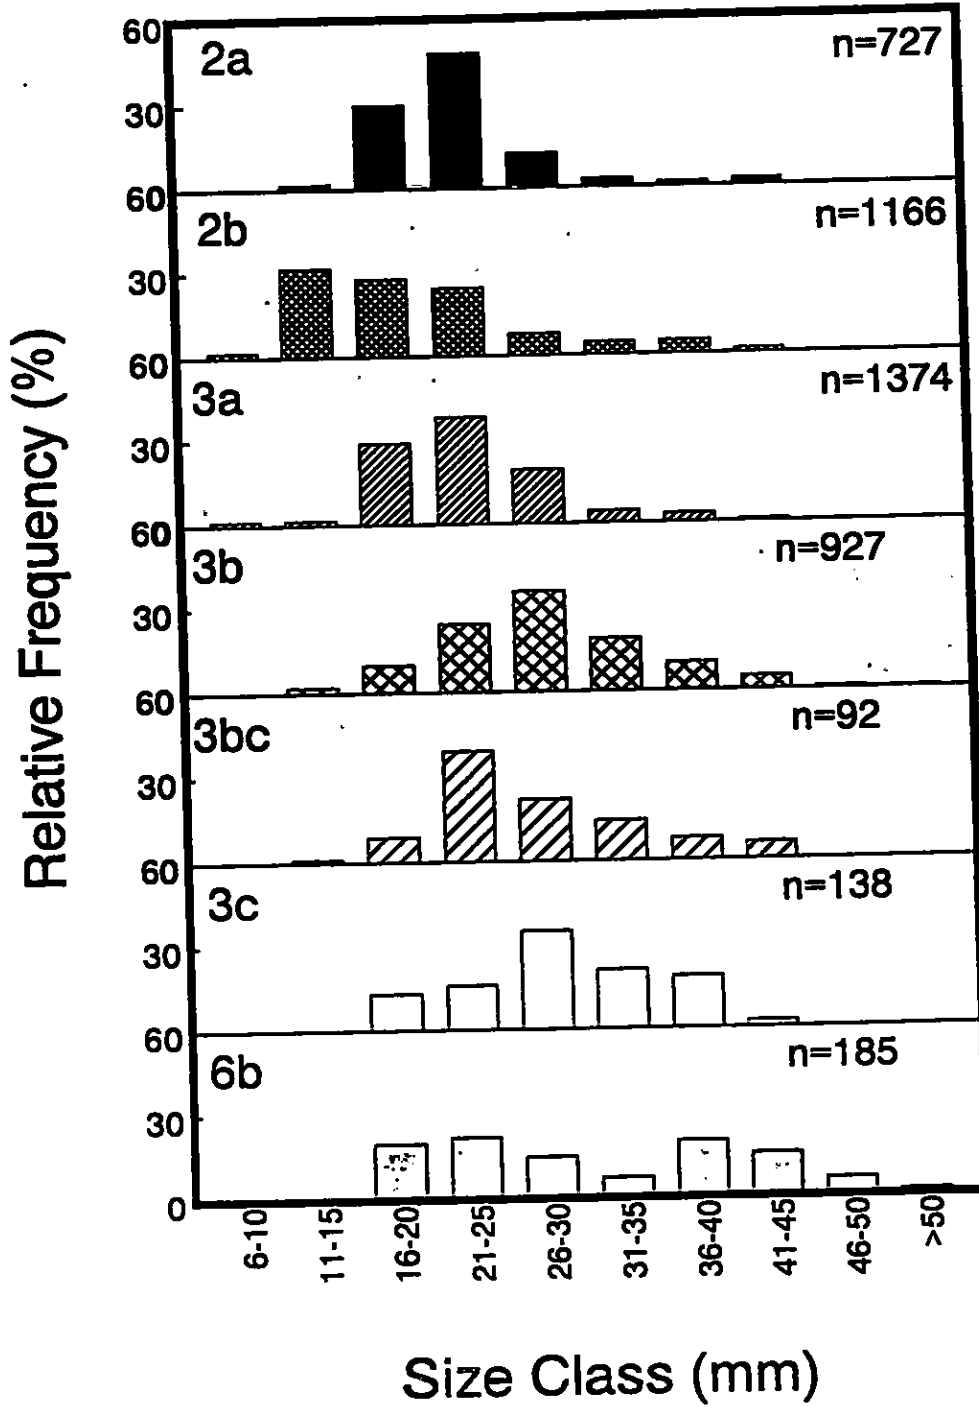 Relative Frequency (%)
60
2a
n=727
30
60
2b
n=1166
30
60
3a
n=1374
30
60
3b
n=927
30
60
3bc
n=92
30
60
3c
n=138
30
60
6b
n=185
30
0
6-10
11-15
16-20
21-25
26-30
31-35
36-40
41-45
46-50
>50
Size Class (mm)